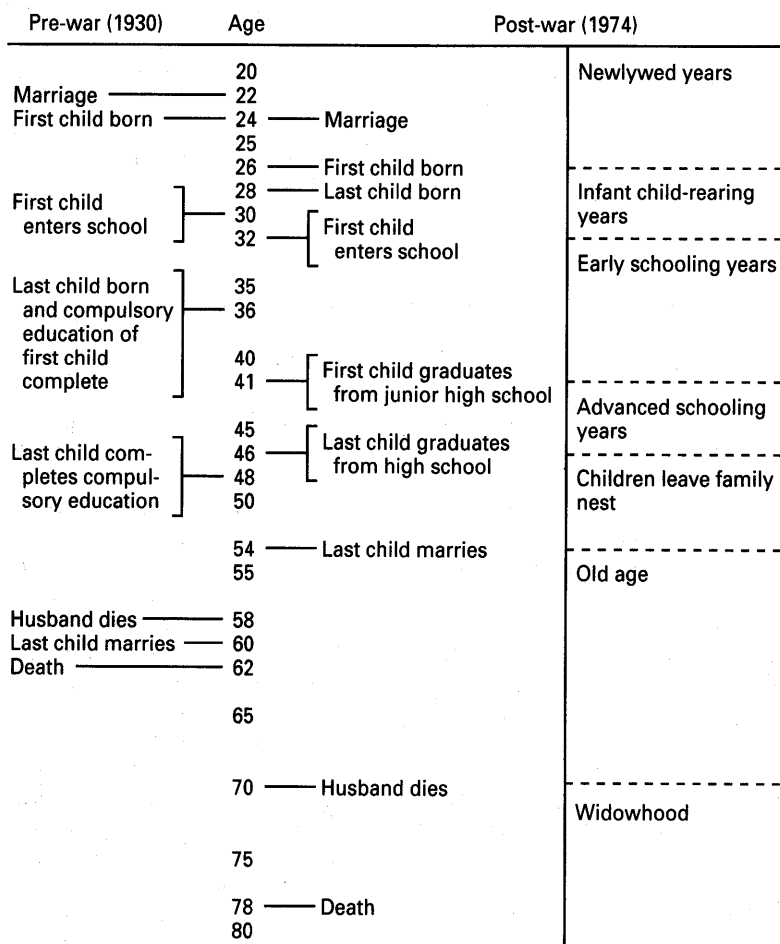 Pre-war (1930) Age Post-war (1974)
20 Newlywed years
Marriage 22
First child born 24 Marriage
25
26 First child born
28 Last child born Infant child-rearing
First child 30 years
enters school 32 First child
enters school
Early schooling years
Last child born 35
and compulsory 36
education of
first child 40 First child graduates
complete 41 from junior high school
Advanced schooling
45 Last child graduates years
Last child com- 46 from high school
pletes compul- 48 Children leave family
sory education 50 nest
54 Last child marries
55 Old age
Husband dies 58
Last child marries 60
Death 62
65
70 Husband dies
Widowhood
75
78 Death
80